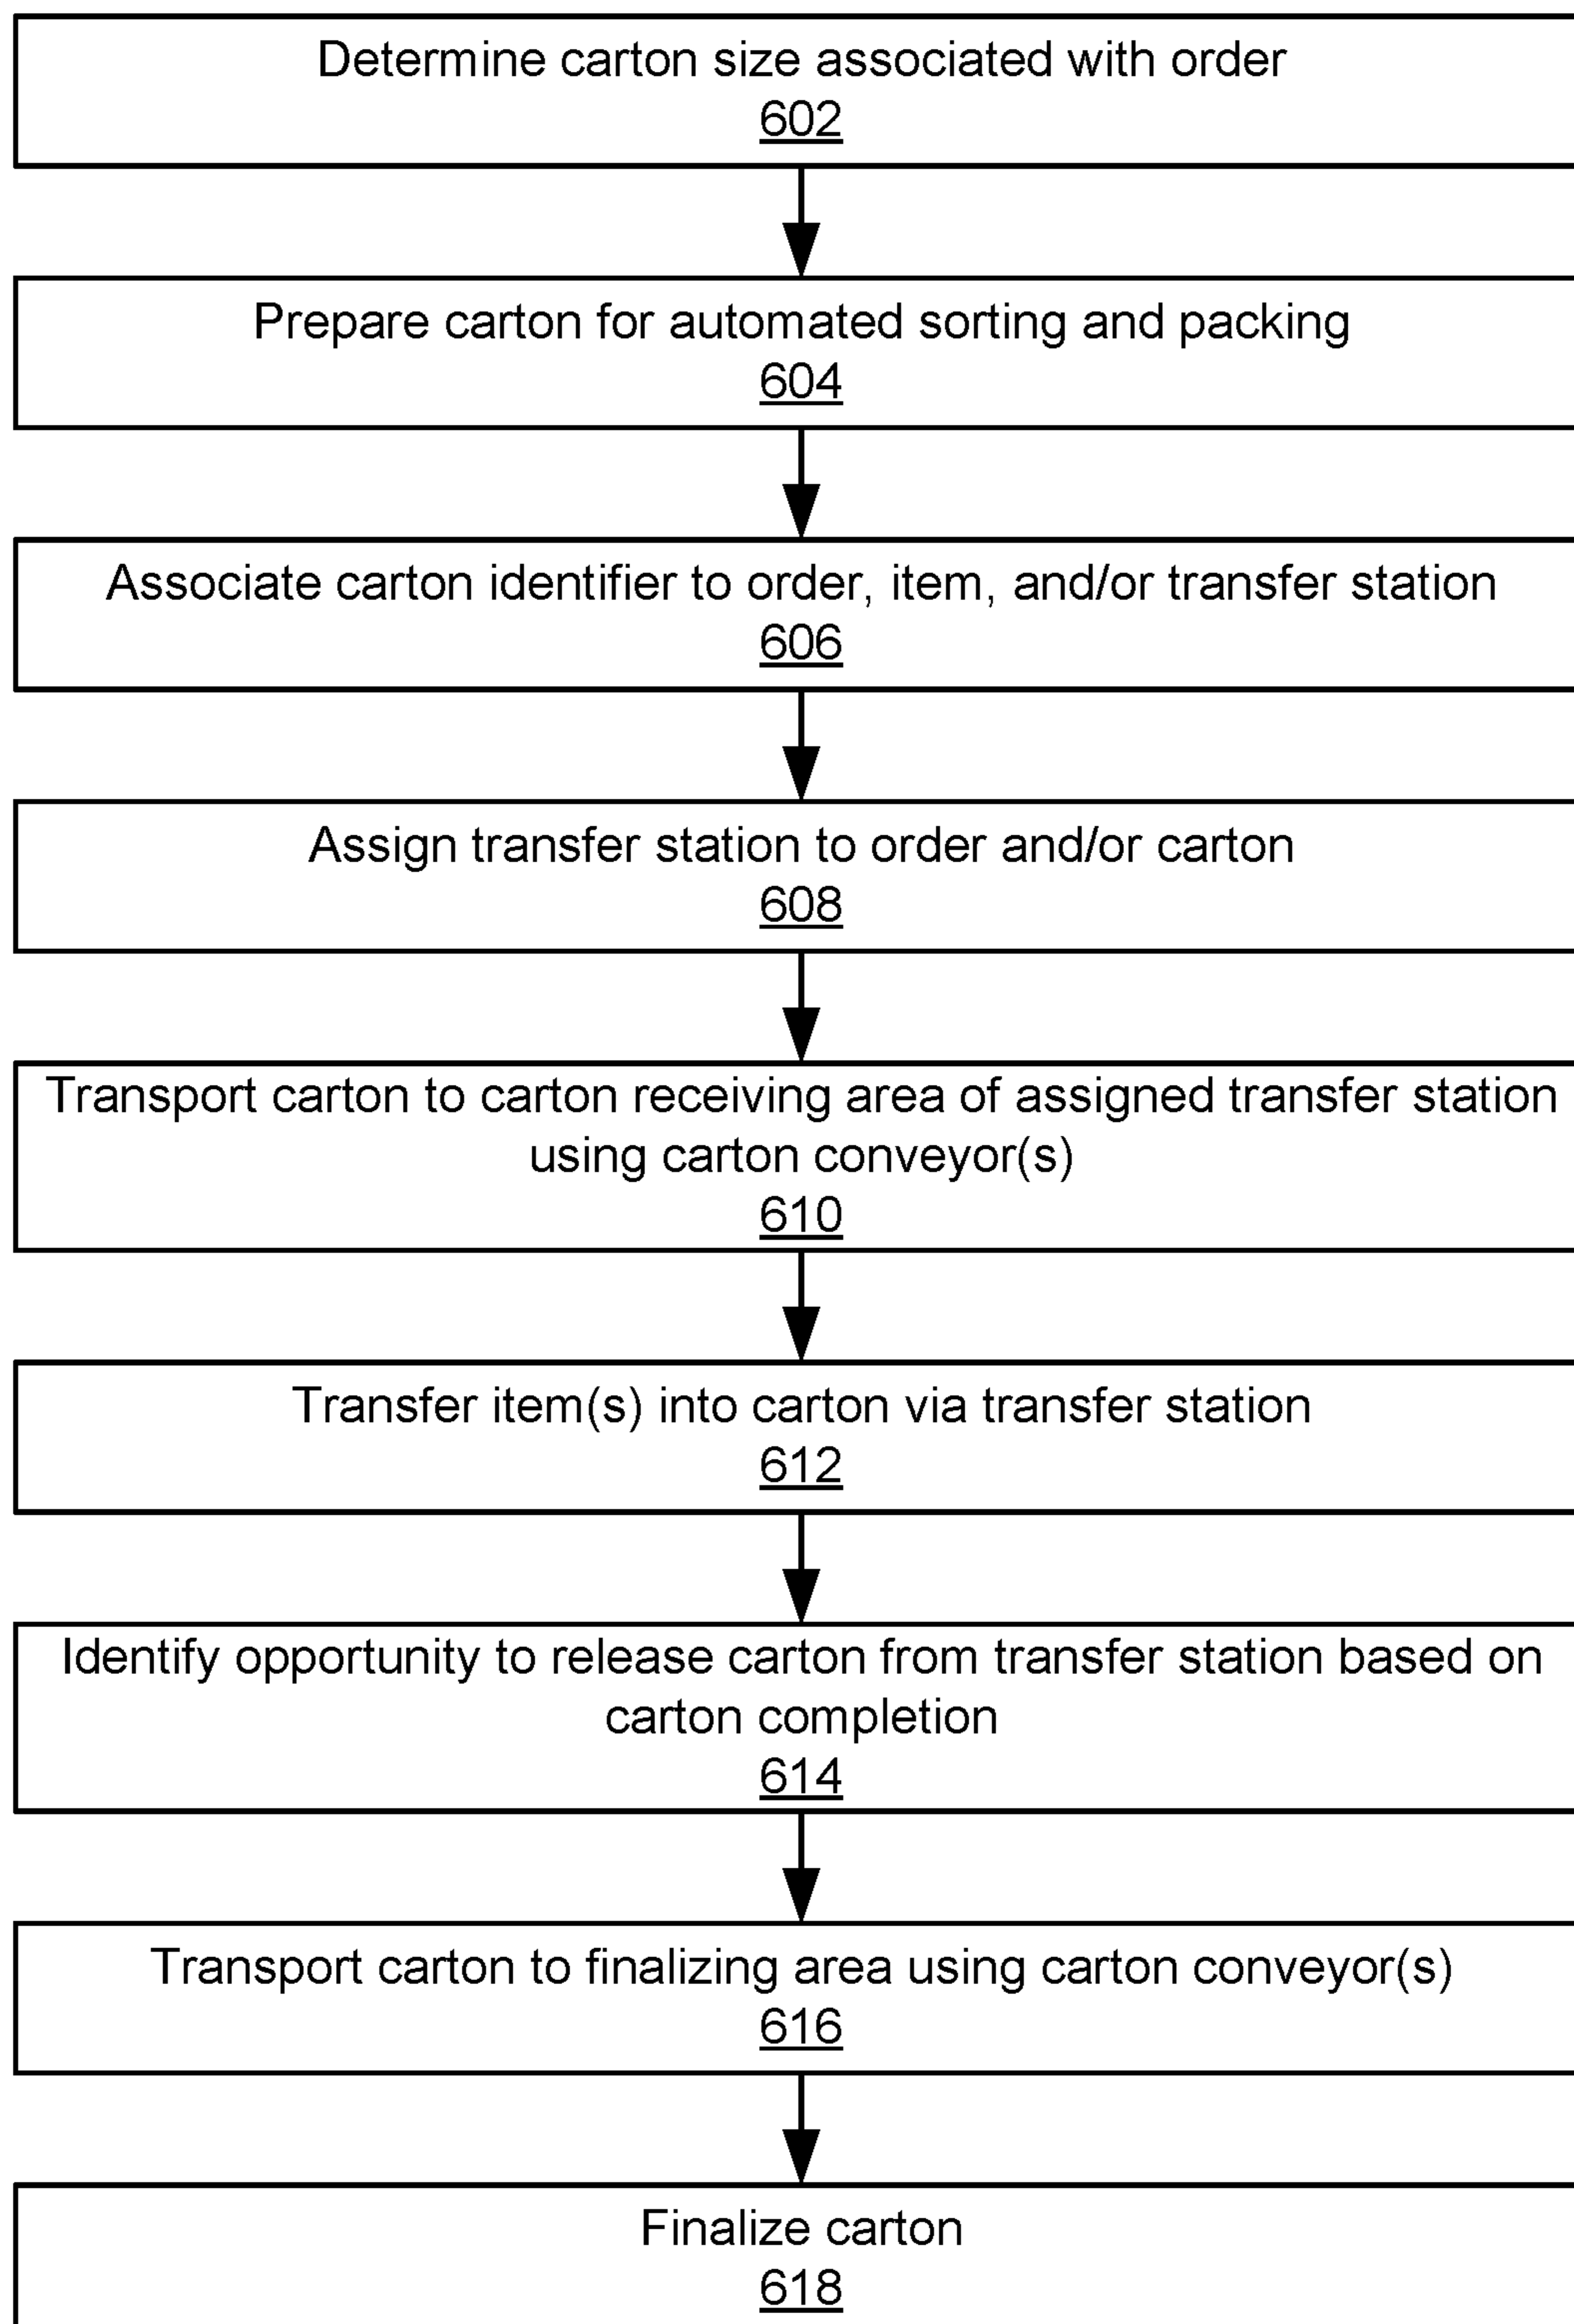 Determine carton size associated with order
602
Prepare carton for automated sorting and packing
604
Associate carton identifier to order, item, and/or transfer station
606
Assign transfer station to order and/or carton
608
Transport carton to carton receiving area of assigned transfer station
using carton conveyor(s)
610
Transfer item(s) into carton via transfer station
612
Identify opportunity to release carton from transfer station based on
carton completion
614
Transport carton to finalizing area using carton conveyor(s)
616
Finalize carton
618